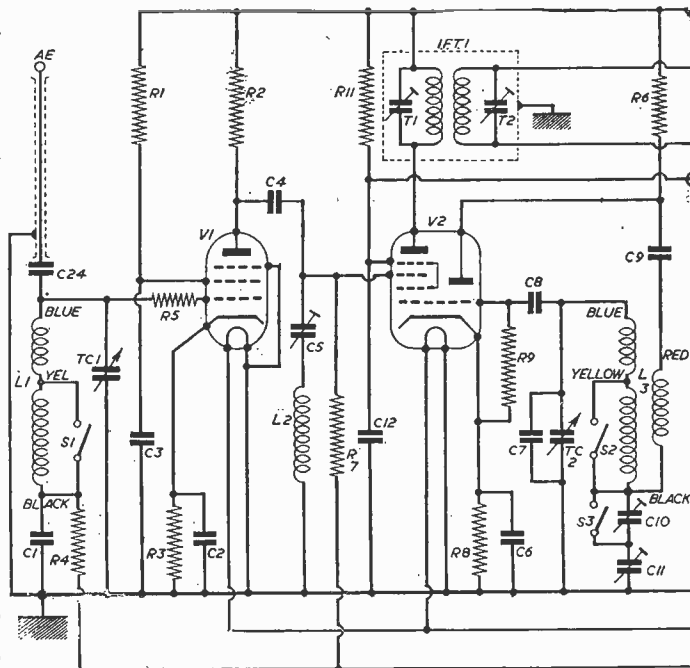 AE
I.F.T.1
R1
R2
R11
T1
T2
R6
C4
V1
V2
C24
C9
C8
BLUE
R5
C5
BLUE
RED
R9
TC1
L1
YEL
YELLOW
L
3
L2
S1
C3
R
7
C12
C7
TC
2
S2
BLACK
BLACK
S3
C10
C1
R4
R3
C2
R8
C6
C11